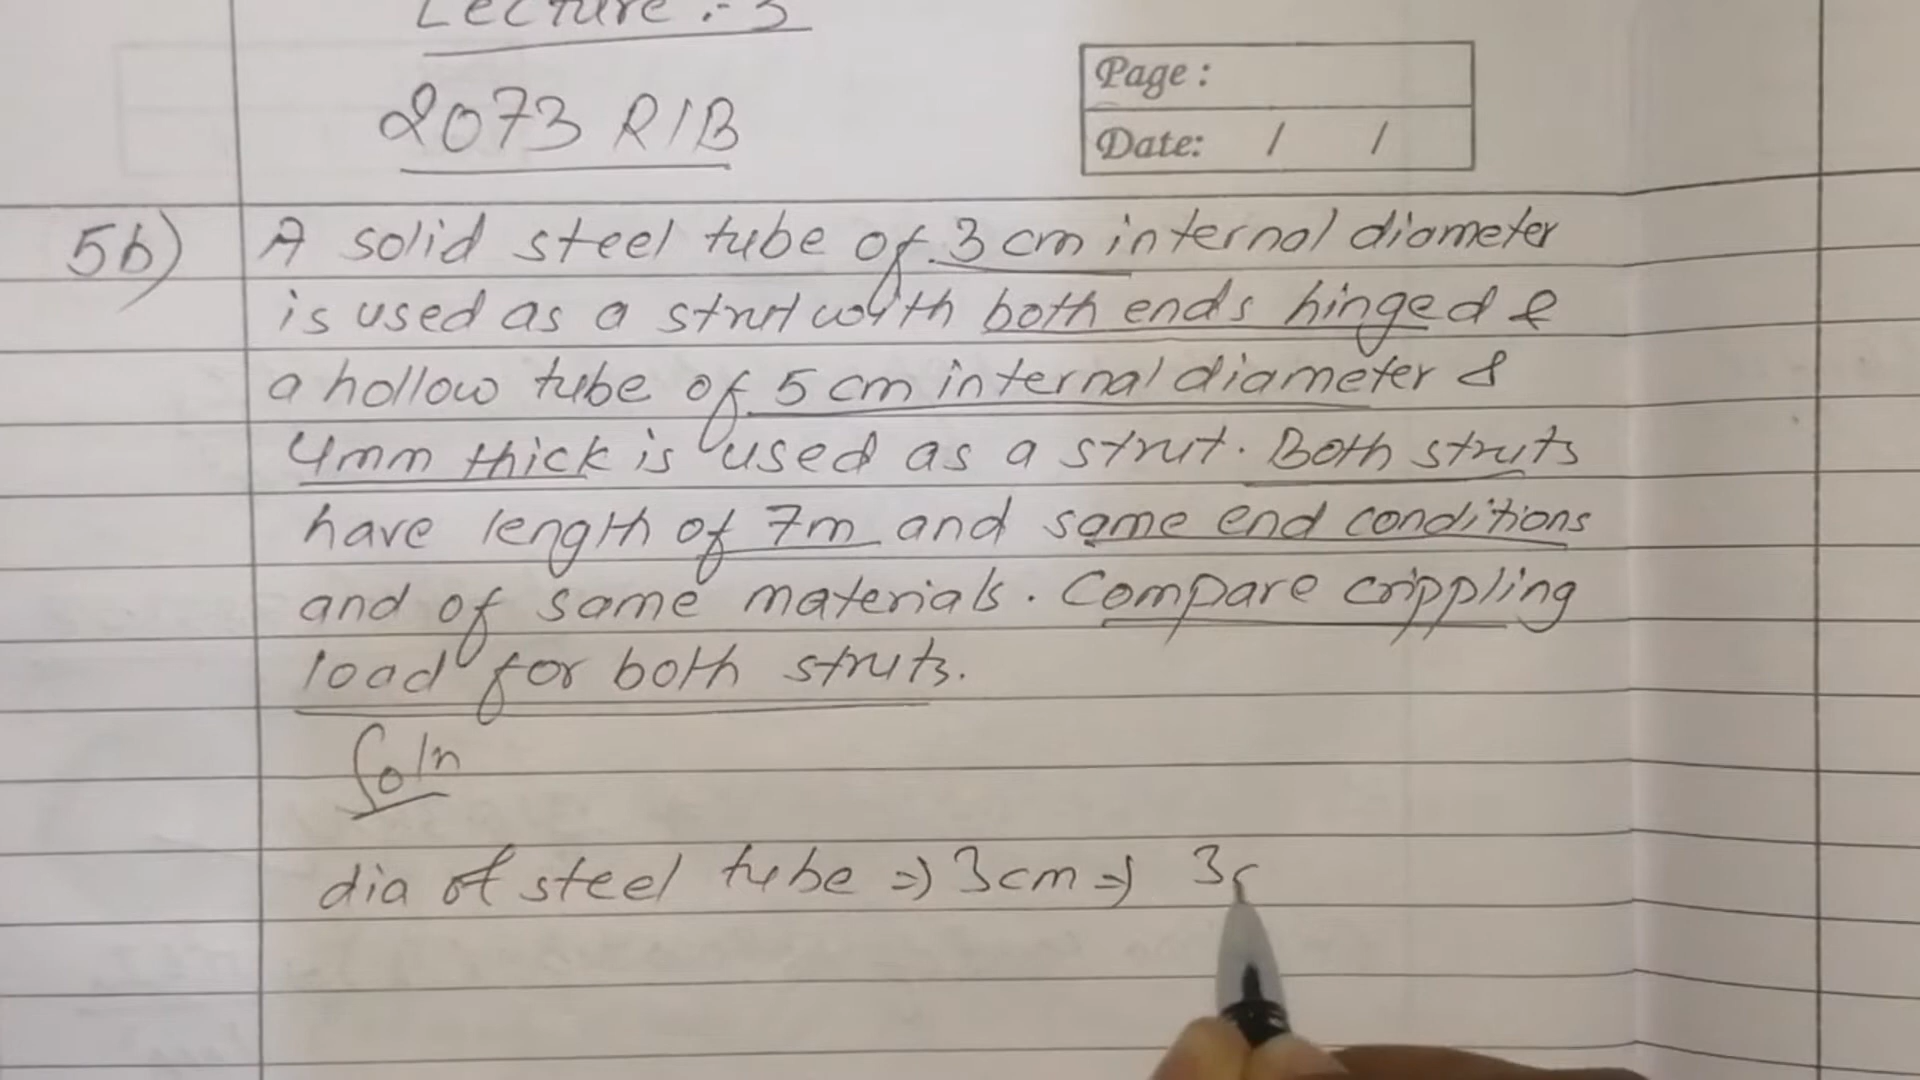 Lecture :- 3
2073 R/B
Page :
Date: / /
5b) A solid steel tube of 3 cm internal diameter
is used as a strut with both ends hinged &
a hollow tube of 5 cm internal diameter &
4mm thick is used as a strut. Both struts
have length of 7m and same end conditions
and of same materials. Compare crippling
load for both struts.
Soln
dia of steel tube => 3cm => 30